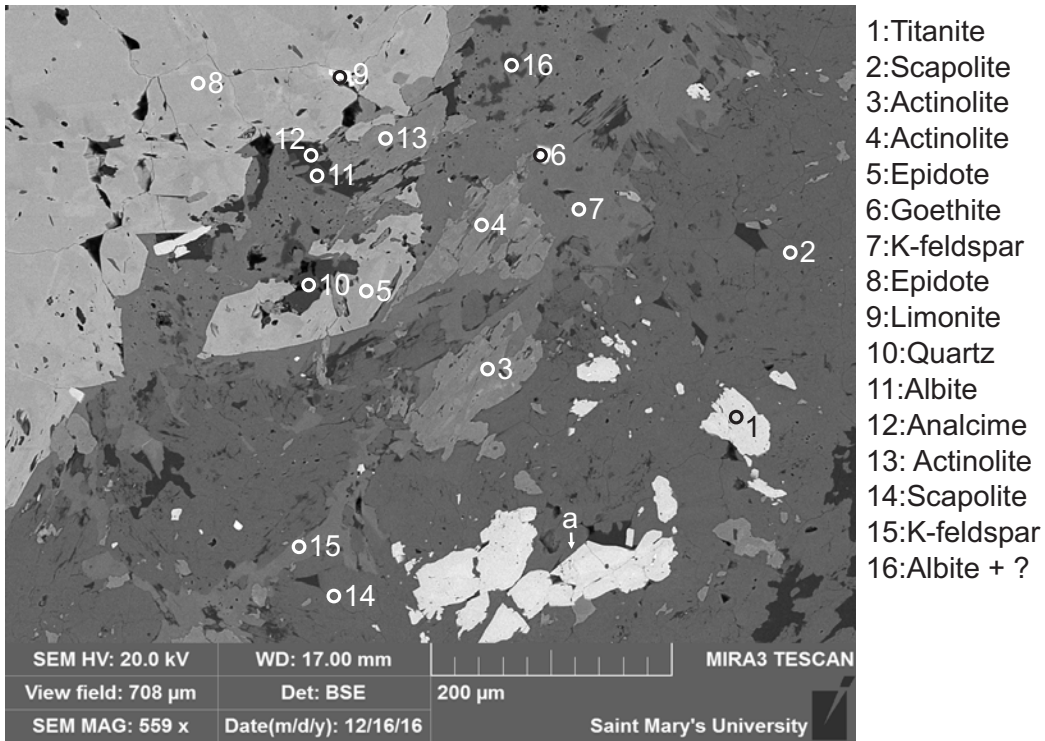 8
9
16
13
12
11
6
4
7
2
10
5
3
1
a
15
14
1:Titanite
2:Scapolite
3:Actinolite
4:Actinolite
5:Epidote
6:Goethite
7:K-feldspar
8:Epidote
9:Limonite
10:Quartz
11:Albite
12:Analcime
13: Actinolite
14:Scapolite
15:K-feldspar
16:Albite + ?
SEM HV: 20.0 kV WD: 17.00 mm MIRA3 TESCAN
View field: 708 µm Det: BSE 200 µm
SEM MAG: 559 x Date(m/d/y): 12/16/16 Saint Mary's University